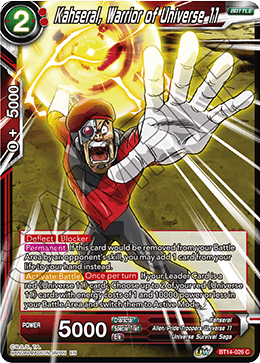 2
Kahseral, Warrior of Universe 11
BATTLE
0 + 5000
Deflect Blocker
Permanent If this card would be removed from your Battle
Area by an opponent's skill, you may add 1 card from your
life to your hand instead.
Activate:Battle Once per turn If your Leader Card is a
red ‹Universe 11› card: Choose up to 2 of your red ‹Universe
11› cards with energy costs of 1 and 10000 power or less in
your Battle Area and switch them to Active Mode.
POWER
5000
Character
Kahseral
Alien/Pride Troopers/Universe 11
Universe Survival Saga
BT14-026 C